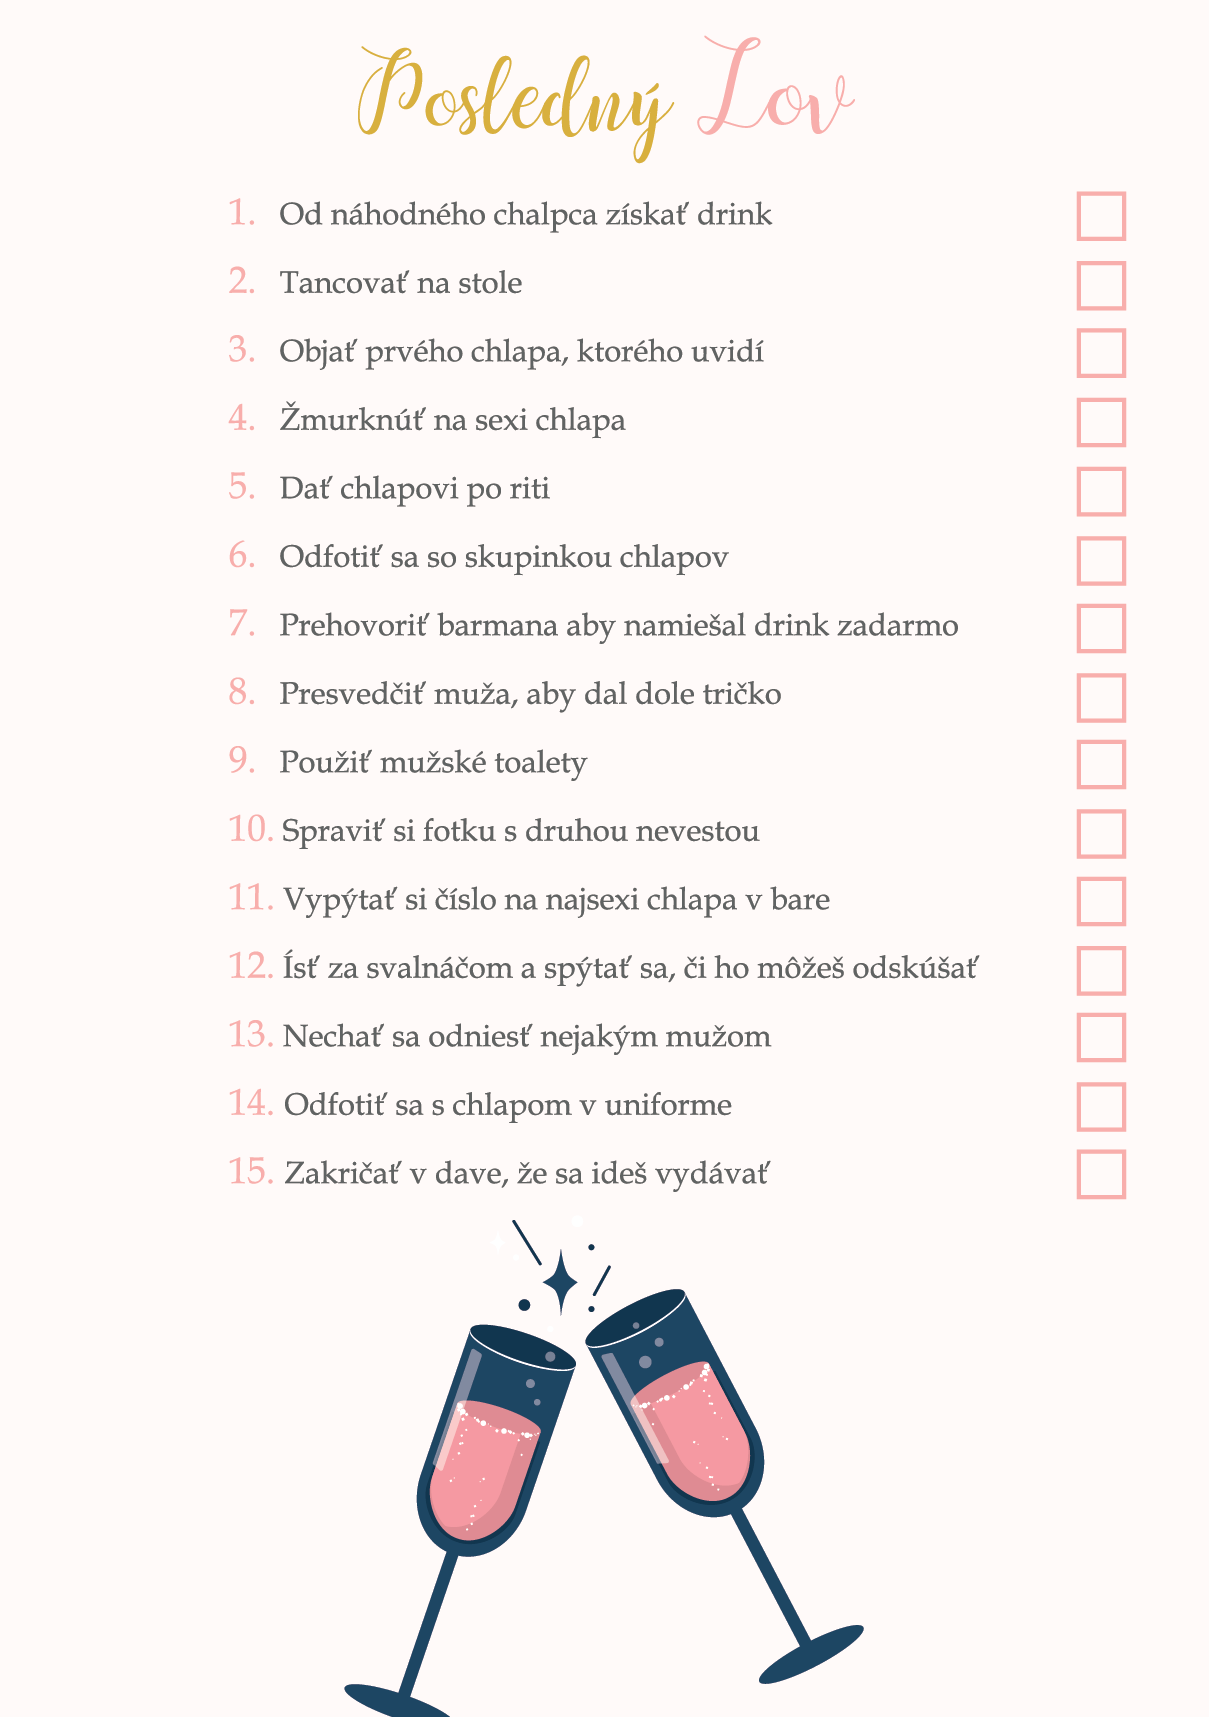 Posledný Lov
1. Od náhodného chalpca získať drink
2. Tancovať na stole
3. Objať prvého chlapa, ktorého uvidí
4. Žmurknúť na sexi chlapa
5. Dať chlapovi po riti
6. Odfotiť sa so skupinkou chlapov
7. Prehovoriť barmana aby namiešal drink zadarmo
8. Presvedčiť muža, aby dal dole tričko
9. Použiť mužské toalety
10. Spraviť si fotku s druhou nevestou
11. Vypýtať si číslo na najsexi chlapa v bare
12. Ísť za svalnáčom a spýtať sa, či ho môžeš odskúšať
13. Nechať sa odniesť nejakým mužom
14. Odfotiť sa s chlapom v uniforme
15. Zakričať v dave, že sa ideš vydávať